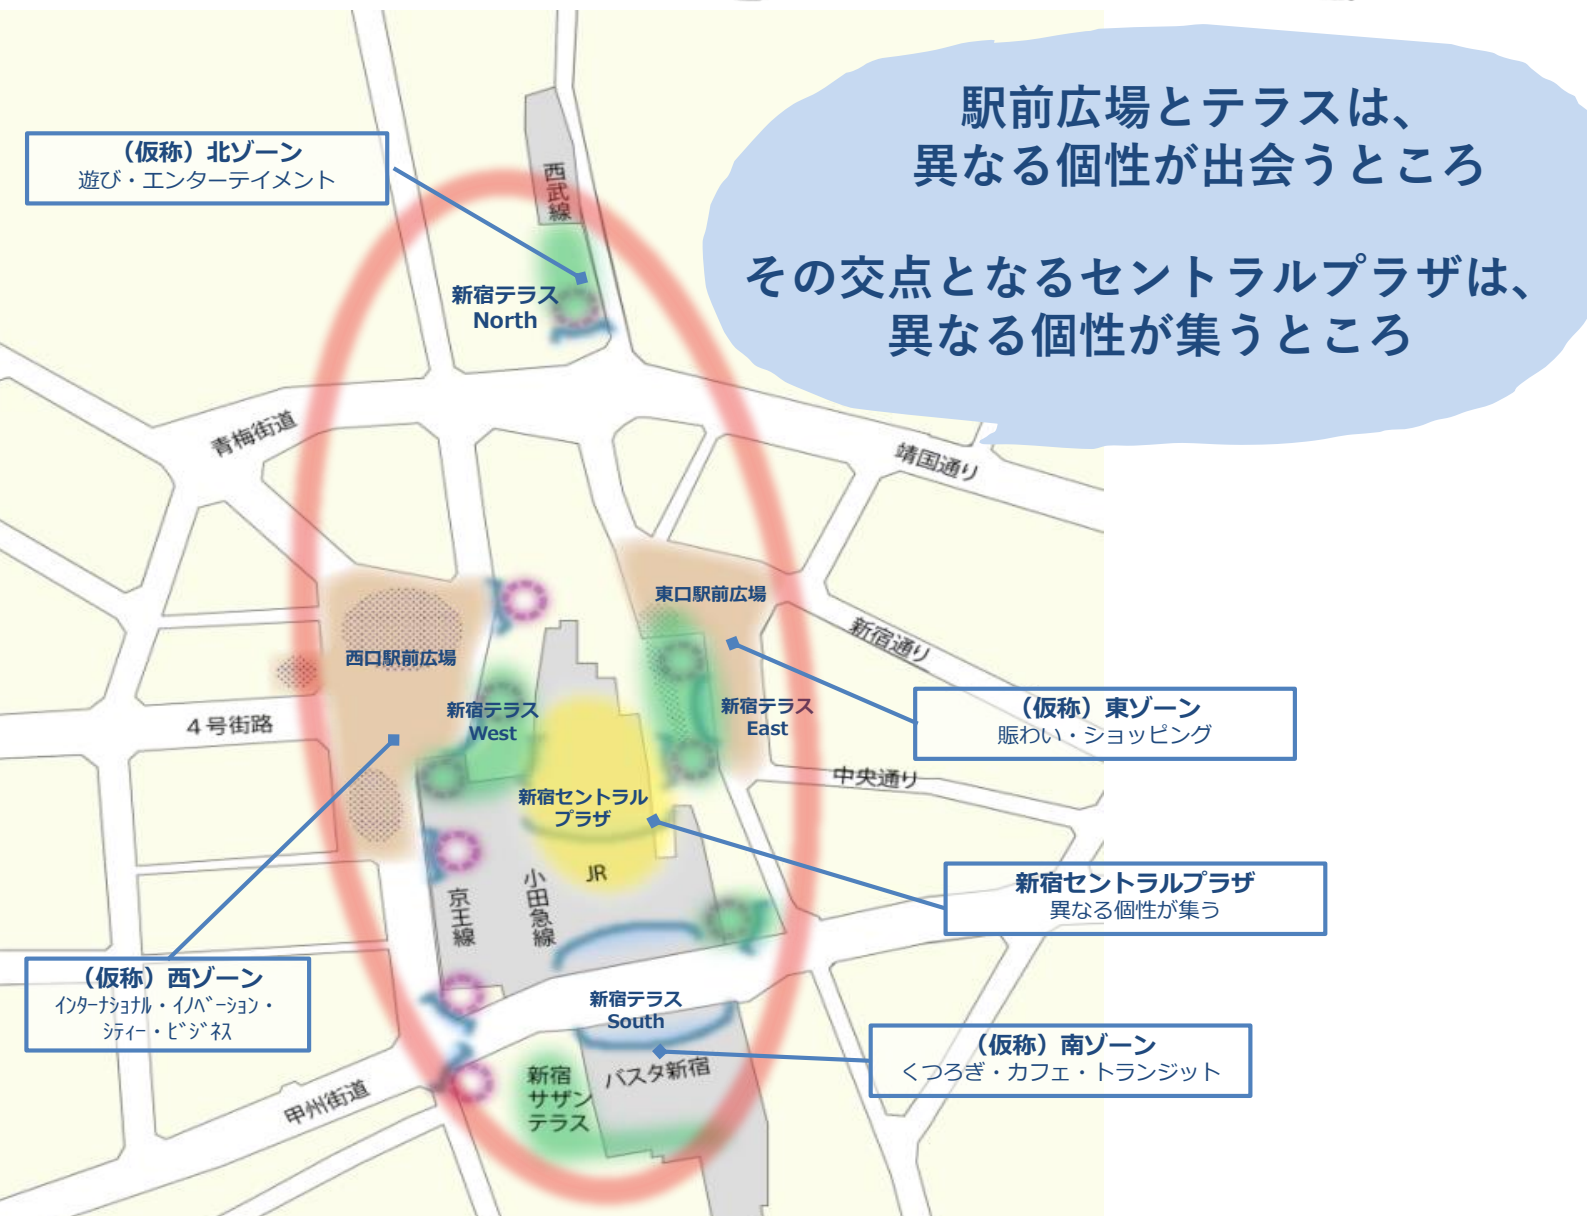 駅前広場とテラスは、
異なる個性が出会うところ
その交点となるセントラルプラザは、
異なる個性が集うところ
（仮称）北ゾーン
遊び・エンターテイメント
西武線
新宿テラス
North
青梅街道
靖国通り
東口駅前広場
新宿通り
西口駅前広場
4号街路
新宿テラス
West
新宿テラス
East
（仮称）東ゾーン
賑わい・ショッピング
中央通り
新宿セントラル
プラザ
JR
小田急線
京王線
新宿セントラルプラザ
異なる個性が集う
（仮称）西ゾーン
ｲﾝﾀｰﾅｼｮﾅﾙ・ｲﾉﾍﾞｰｼｮﾝ・
ｼﾃｨｰ・ﾋﾞｼﾞﾈｽ
新宿テラス
South
（仮称）南ゾーン
くつろぎ・カフェ・トランジット
新宿
サザン
テラス
バスタ新宿
甲州街道